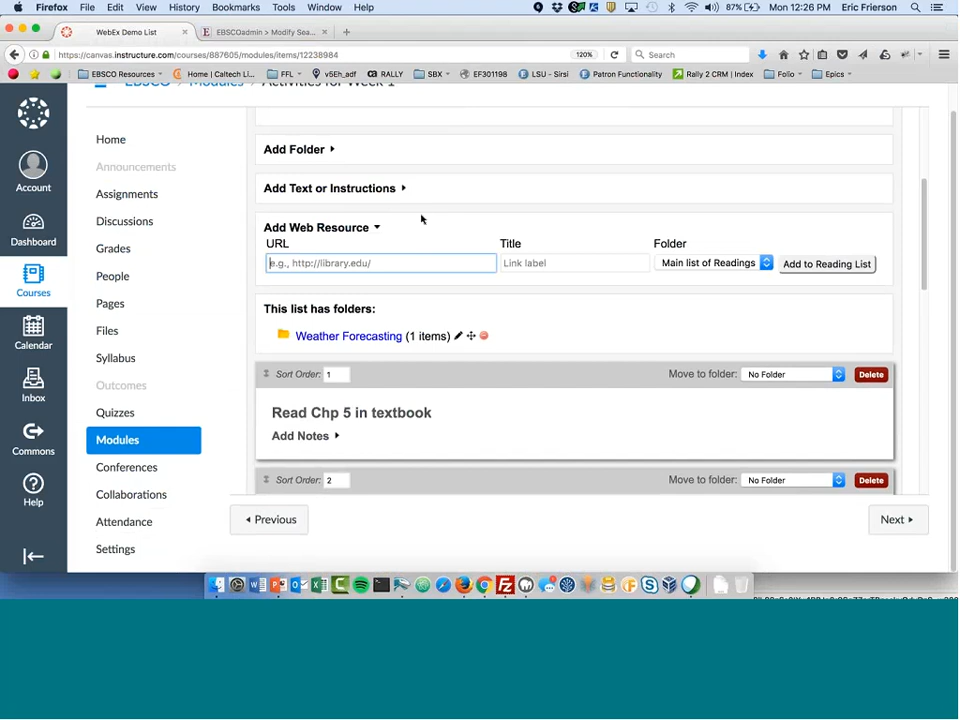 Firefox File Edit View History Bookmarks Tools Window Help 87% Mon 12:26 PM Eric Frierson
WebEx Demo List × EBSCOadmin > Modify Sea... × +
https://canvas.instructure.com/courses/887605/modules/items/12238984 120% Search
EBSCO Resources Home | Caltech Li... FFL v5Eh_adf RALLY SBX EF301198 LSU - Sirsi Patron Functionality Rally 2 CRM | Index Folio Epics
EBSCO Modules Activities for Week 1
Account
Dashboard
Courses
Calendar
Inbox
Commons
Help
Home
Announcements
Assignments
Discussions
Grades
People
Pages
Files
Syllabus
Outcomes
Quizzes
Modules
Conferences
Collaborations
Attendance
Settings
Add Folder
Add Text or Instructions
Add Web Resource
URL Title Folder
e.g., http://library.edu/ Link label Main list of Readings Add to Reading List
This list has folders:
Weather Forecasting (1 items)
Sort Order: 1 Move to folder: No Folder Delete
Read Chp 5 in textbook
Add Notes
Sort Order: 2 Move to folder: No Folder Delete
Previous Next